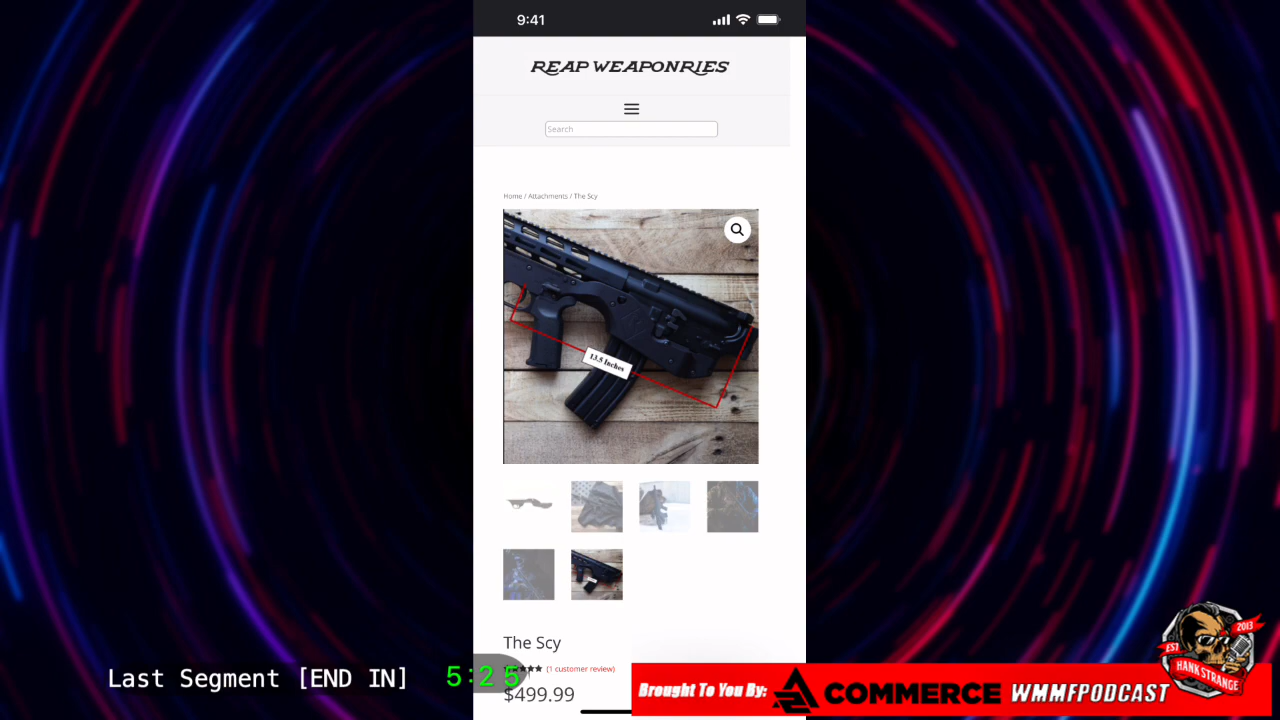 9:41
REAP WEAPONRIES
Search
Home / Attachments / The Scy
13.5 Inches
The Scy
(1 customer review)
$499.99
Last Segment [END IN] 5:25
Brought To You By:
COMMERCE
WMMFPODCAST
EST
2013
HANK STRANGE